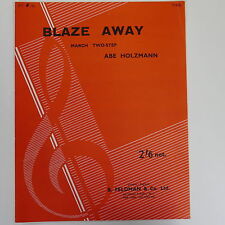 BLAZE AWAY
MARCH TWO-STEP
ABE HOLZMANN
2/6 net.
B. FELDMAN & Co. Ltd.